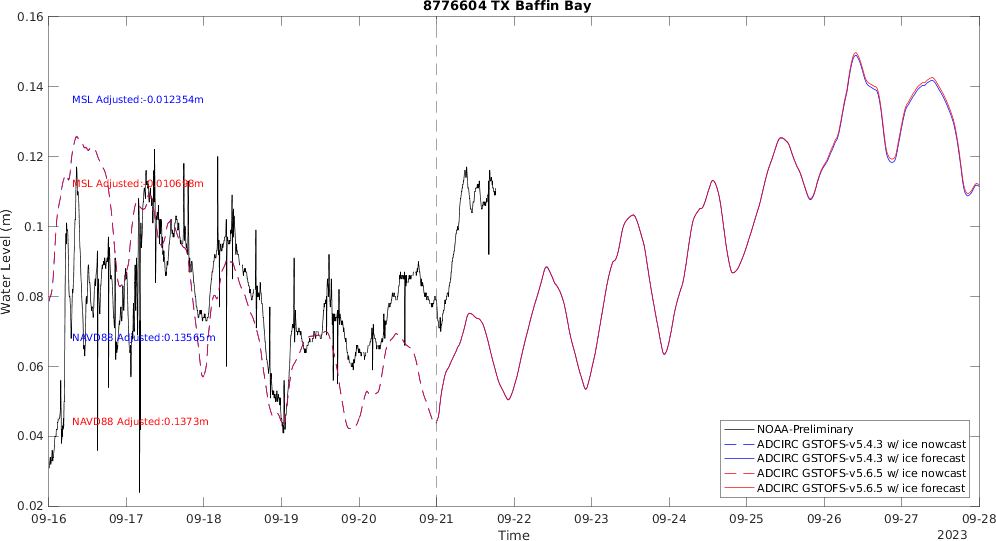 8776604 TX Baffin Bay
0.16
0.14
0.12
0.1
0.08
0.06
0.04
0.02
Water Level (m)
MSL Adjusted:-0.012354m
MSL Adjusted:-0.010693m
NAVD88 Adjusted:0.13565m
NAVD88 Adjusted:0.1373m
NOAA-Preliminary
ADCIRC GSTOFS-v5.4.3 w/ ice nowcast
ADCIRC GSTOFS-v5.4.3 w/ ice forecast
ADCIRC GSTOFS-v5.6.5 w/ ice nowcast
ADCIRC GSTOFS-v5.6.5 w/ ice forecast
09-16 09-17 09-18 09-19 09-20 09-21 09-22 09-23 09-24 09-25 09-26 09-27 09-28
Time
2023